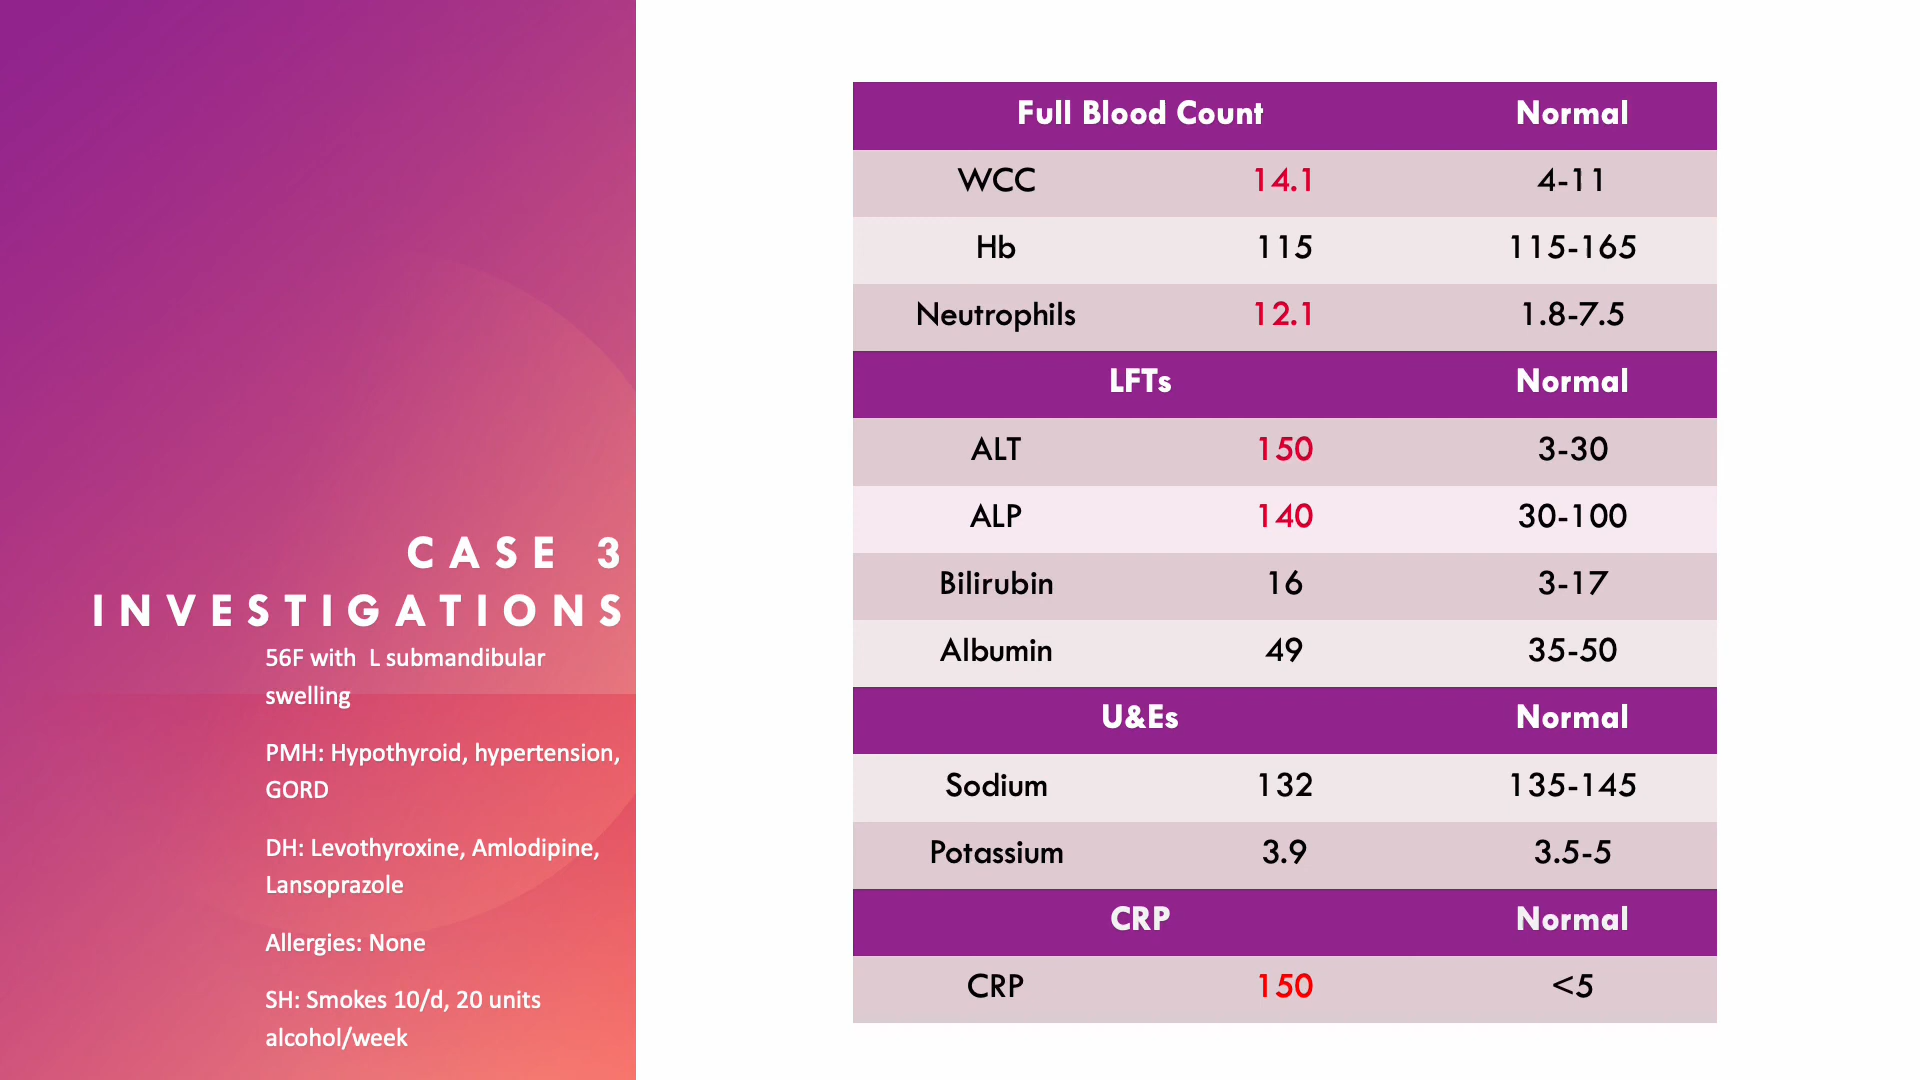 CASE 3
INVESTIGATIONS
56F with  L submandibular
swelling
PMH: Hypothyroid, hypertension,
GORD
DH: Levothyroxine, Amlodipine,
Lansoprazole
Allergies: None
SH: Smokes 10/d, 20 units
alcohol/week
Full Blood Count Normal
WCC 14.1 4-11
Hb 115 115-165
Neutrophils 12.1 1.8-7.5
LFTs Normal
ALT 150 3-30
ALP 140 30-100
Bilirubin 16 3-17
Albumin 49 35-50
U&Es Normal
Sodium 132 135-145
Potassium 3.9 3.5-5
CRP Normal
CRP 150 <5